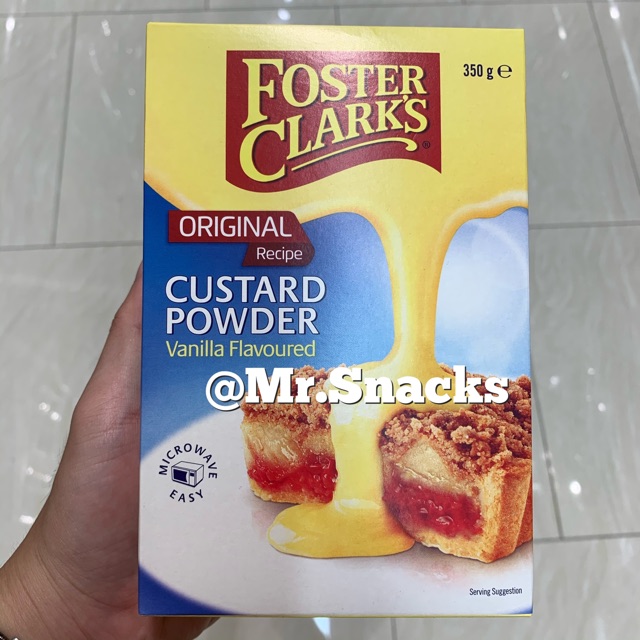 350 g ℮
FOSTER
CLARK'S
®
ORIGINAL
Recipe
CUSTARD
POWDER
Vanilla Flavoured
@Mr.Snacks
MICROWAVE
EASY
Serving Suggestion